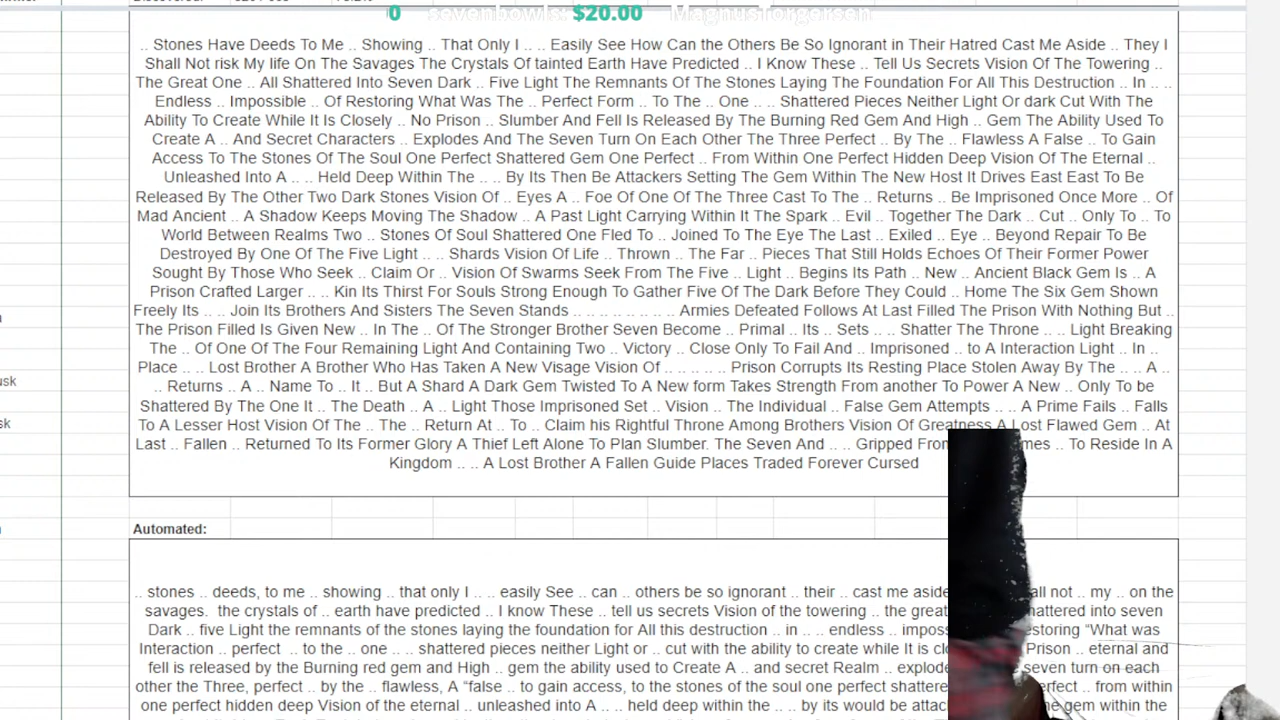 0 sevenbowls: $20.00 MagnusTorgersen
.. Stones Have Deeds To Me .. Showing .. That Only I .. .. Easily See How Can the Others Be So Ignorant in Their Hatred Cast Me Aside .. They I
Shall Not risk My life On The Savages The Crystals Of tainted Earth Have Predicted .. I Know These .. Tell Us Secrets Vision Of The Towering ..
The Great One .. All Shattered Into Seven Dark .. Five Light The Remnants Of The Stones Laying The Foundation For All This Destruction .. In .. ..
Endless .. Impossible .. Of Restoring What Was The .. Perfect Form .. To The .. One .. .. Shattered Pieces Neither Light Or dark Cut With The
Ability To Create While It Is Closely .. No Prison .. Slumber And Fell Is Released By The Burning Red Gem And High .. Gem The Ability Used To
Create A .. And Secret Characters .. Explodes And The Seven Turn On Each Other The Three Perfect .. By The .. Flawless A False .. To Gain
Access To The Stones Of The Soul One Perfect Shattered Gem One Perfect .. From Within One Perfect Hidden Deep Vision Of The Eternal ..
Unleashed Into A .. .. Held Deep Within The .. .. By Its Then Be Attackers Setting The Gem Within The New Host It Drives East East To Be
Released By The Other Two Dark Stones Vision Of .. Eyes A .. Foe Of One Of The Three Cast To The .. Returns .. Be Imprisoned Once More .. Of
Mad Ancient .. A Shadow Keeps Moving The Shadow .. A Past Light Carrying Within It The Spark .. Evil .. Together The Dark .. Cut .. Only To .. To
World Between Realms Two .. Stones Of Soul Shattered One Fled To .. Joined To The Eye The Last .. Exiled .. Eye .. Beyond Repair To Be
Destroyed By One Of The Five Light .. .. Shards Vision Of Life .. Thrown .. The Far .. Pieces That Still Holds Echoes Of Their Former Power
Sought By Those Who Seek .. Claim Or .. Vision Of Swarms Seek From The Five .. Light .. Begins Its Path .. New .. Ancient Black Gem Is .. A
Prison Crafted Larger .. .. Kin Its Thirst For Souls Strong Enough To Gather Five Of The Dark Before They Could .. Home The Six Gem Shown
Freely Its .. .. Join Its Brothers And Sisters The Seven Stands .. .. .. .. .. .. .. .. Armies Defeated Follows At Last Filled The Prison With Nothing But ..
The Prison Filled Is Given New .. In The .. Of The Stronger Brother Seven Become .. Primal .. Its .. Sets .. .. Shatter The Throne .. .. Light Breaking
The .. Of One Of The Four Remaining Light And Containing Two .. Victory .. Close Only To Fail And .. Imprisoned .. to A Interaction Light .. In ..
Place .. .. Lost Brother A Brother Who Has Taken A New Visage Vision Of .. .. .. .. .. Prison Corrupts Its Resting Place Stolen Away By The .. .. A ..
.. Returns .. A .. Name To .. It .. But A Shard A Dark Gem Twisted To A New form Takes Strength From another To Power A New .. Only To be
Shattered By The One It .. The Death .. A .. Light Those Imprisoned Set .. Vision .. The Individual .. False Gem Attempts .. .. A Prime Fails .. Falls
To A Lesser Host Vision Of The .. The .. Return At .. To .. Claim his Rightful Throne Among Brothers Vision Of Greatness A Lost Flawed Gem .. At
Last .. Fallen .. Returned To Its Former Glory A Thief Left Alone To Plan Slumber. The Seven And .. .. Gripped .. To Reside In A
Kingdom .. .. A Lost Brother A Fallen Guide Places Traded Forever Cursed
Automated:
.. stones .. deeds, to me .. showing .. that only I .. .. easily See .. can .. others be so ignorant .. their .. cast me aside not .. my .. on the
savages. the crystals of .. earth have predicted .. I know These .. tell us secrets Vision of the towering .. the great shattered into seven
Dark .. five Light the remnants of the stones laying the foundation for All this destruction .. in .. .. endless .. restoring “What was
Interaction .. perfect .. to the .. one .. .. shattered pieces neither Light or .. cut with the ability to create while It is Prison .. eternal and
fell is released by the Burning red gem and High .. gem the ability used to Create A .. and secret Realm .. seven turn on each
other the Three, perfect .. by the .. flawless, A “false .. to gain access, to the stones of the soul one perfect .. from within
one perfect hidden deep Vision of the eternal .. unleashed into A .. .. held deep within the .. .. by its would be gem within the
usk
sk